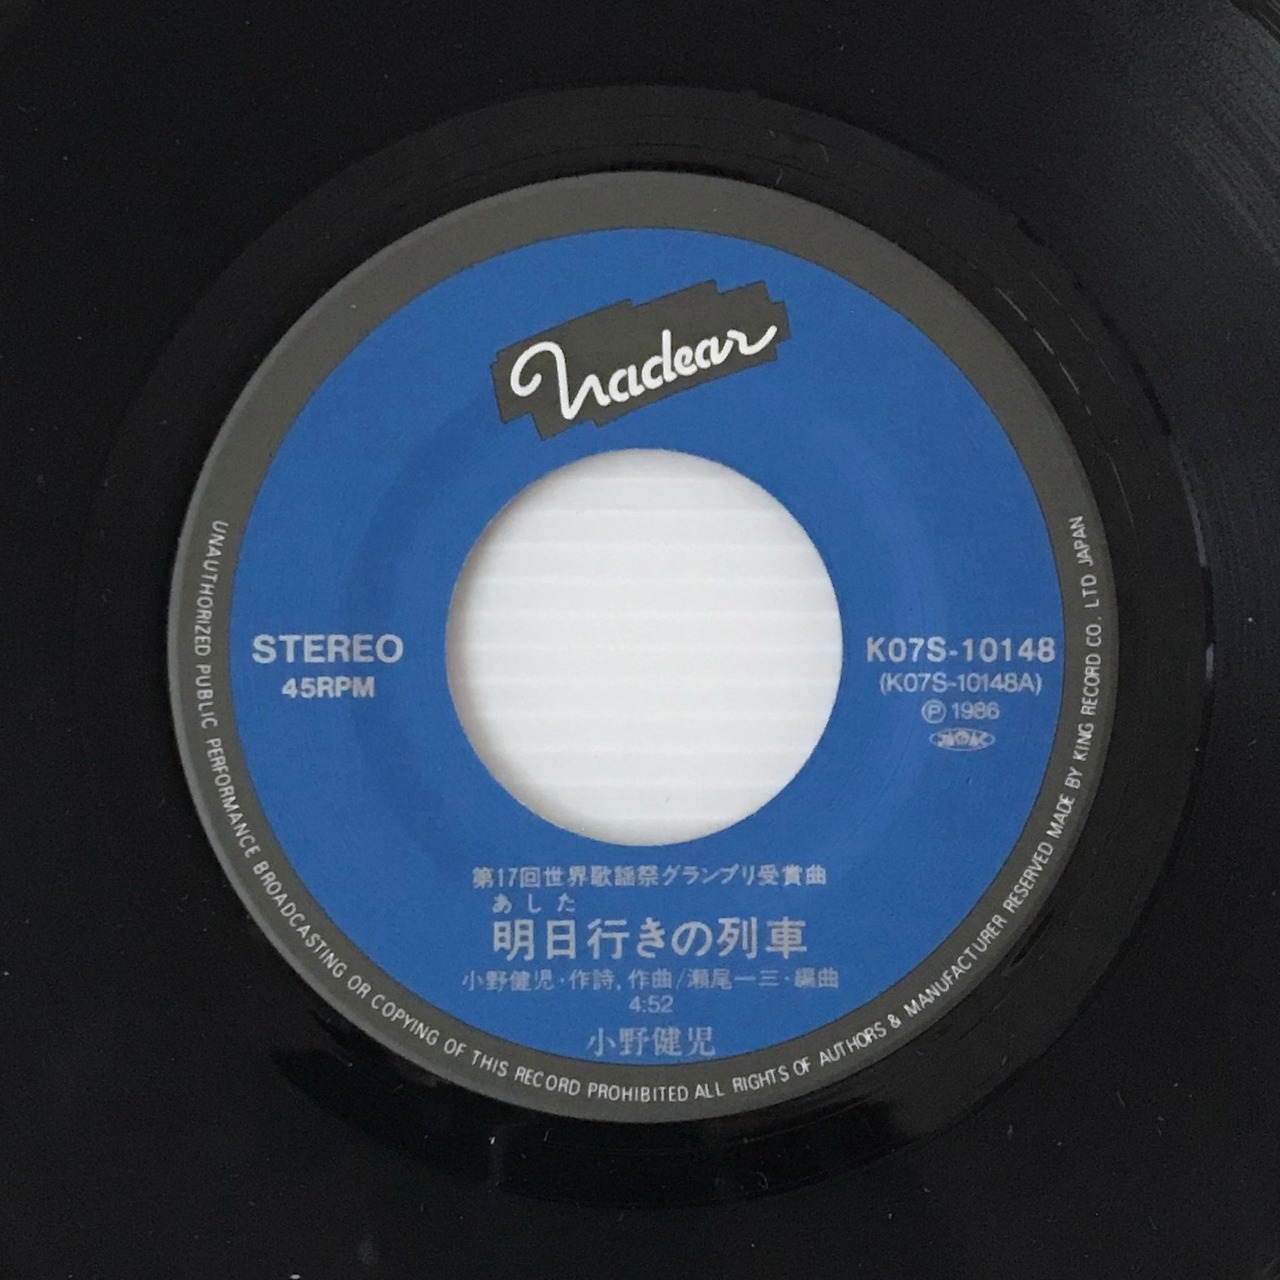 Nadear
STEREO
45RPM
K07S-10148
(K07S-10148A)
Ⓟ 1986
JASRAC
第17回世界歌謡祭グランプリ受賞曲
あした
明日行きの列車
小野健児・作詩,作曲/瀬尾一三・編曲
4:52
小野健児
UNAUTHORIZED PUBLIC PERFORMANCE BROADCASTING OR COPYING OF THIS RECORD PROHIBITED ALL RIGHTS OF AUTHORS & MANUFACTURER RESERVED MADE BY KING RECORD CO., LTD JAPAN